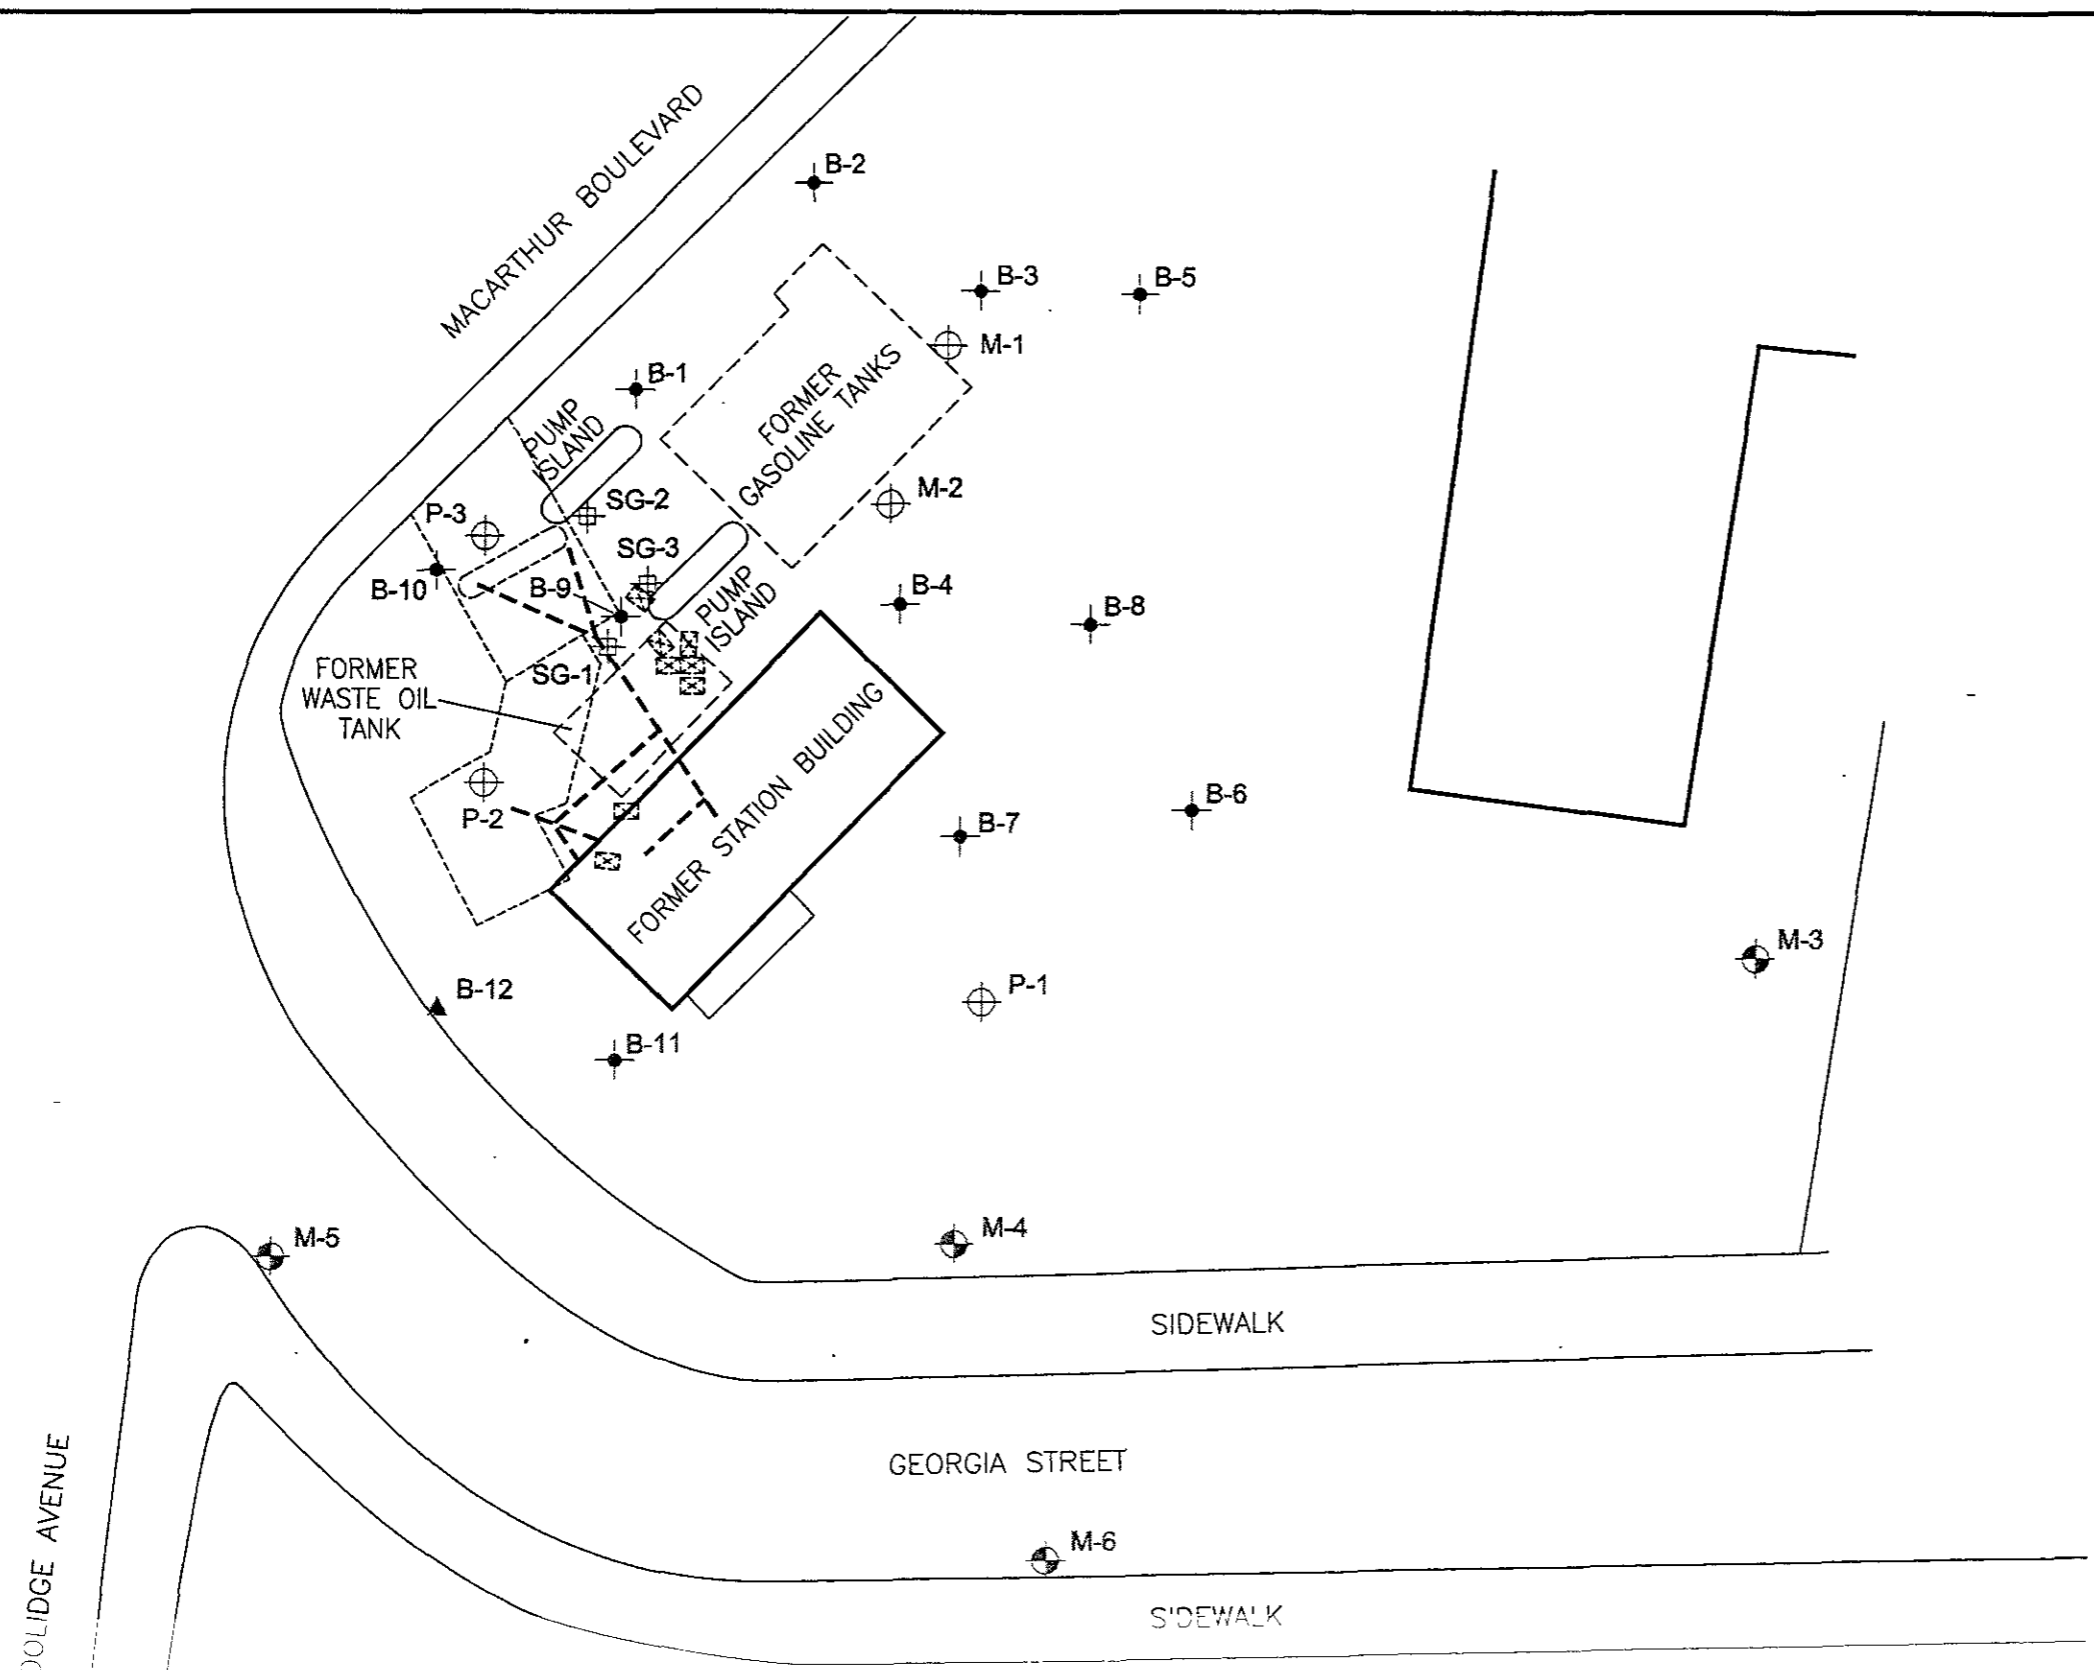 MACARTHUR BOULEVARD
B-2
B-3
B-5
M-1
B-1
FORMER
GASOLINE TANKS
PUMP
ISLAND
SG-2
M-2
P-3
SG-3
B-10
B-9
PUMP
ISLAND
B-4
B-8
SG-1
FORMER
WASTE OIL
TANK
FORMER STATION BUILDING
P-2
B-7
B-6
M-3
B-12
P-1
B-11
M-5
M-4
SIDEWALK
GEORGIA STREET
M-6
SIDEWALK
OOLIDGE AVENUE